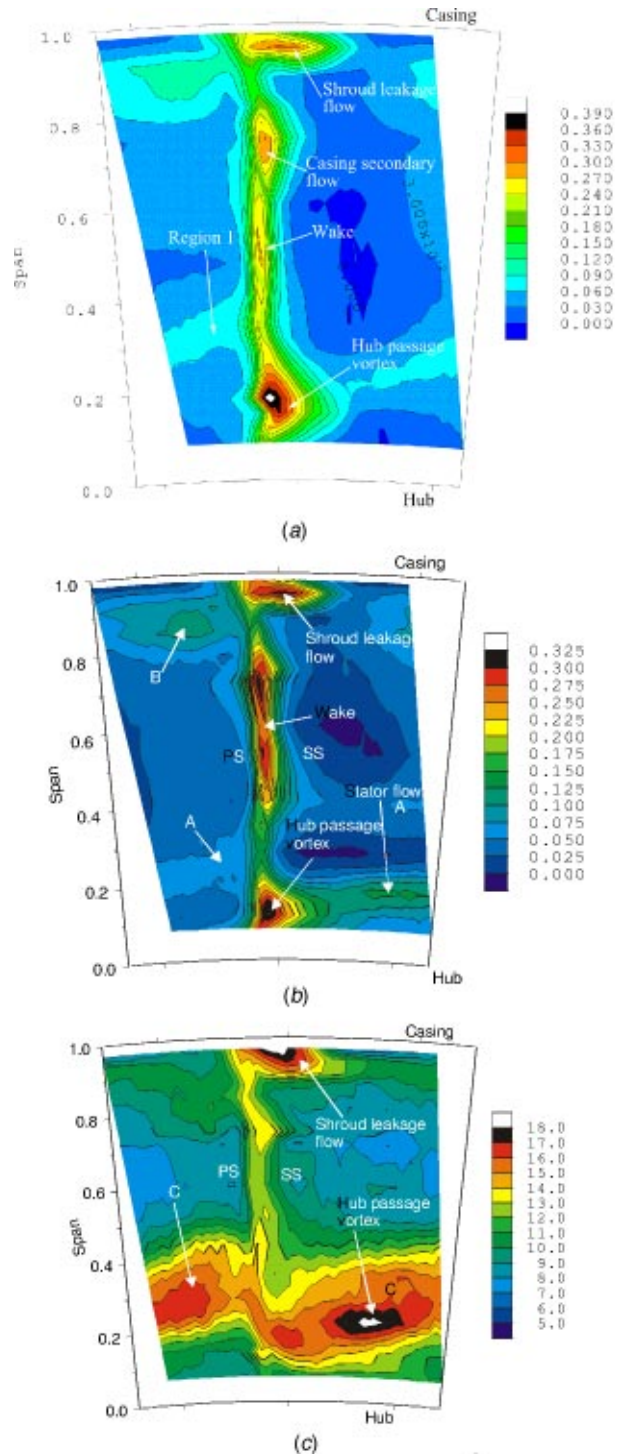 Casing
1.0
Shroud leakage
flow
0.8
Casing secondary
flow
0.6
Region 1
Wake
Span
0.4
Hub passage
vortex
0.2
0.0
Hub
0.390
0.360
0.330
0.300
0.270
0.240
0.210
0.180
0.150
0.120
0.090
0.060
0.030
0.000
(a)
Casing
1.0
Shroud leakage
flow
0.8
B
Wake
0.6
PS
SS
Span
Stator flow
A
0.4
A
Hub passage
vortex
0.2
0.0
Hub
0.325
0.300
0.275
0.250
0.225
0.200
0.175
0.150
0.125
0.100
0.075
0.050
0.025
0.000
(b)
Casing
1.0
Shroud leakage
flow
0.8
PS
SS
0.6
C
Hub passage
vortex
Span
0.4
C
0.2
0.0
Hub
18.0
17.0
16.0
15.0
14.0
13.0
12.0
11.0
10.0
9.0
8.0
7.0
6.0
5.0
(c)